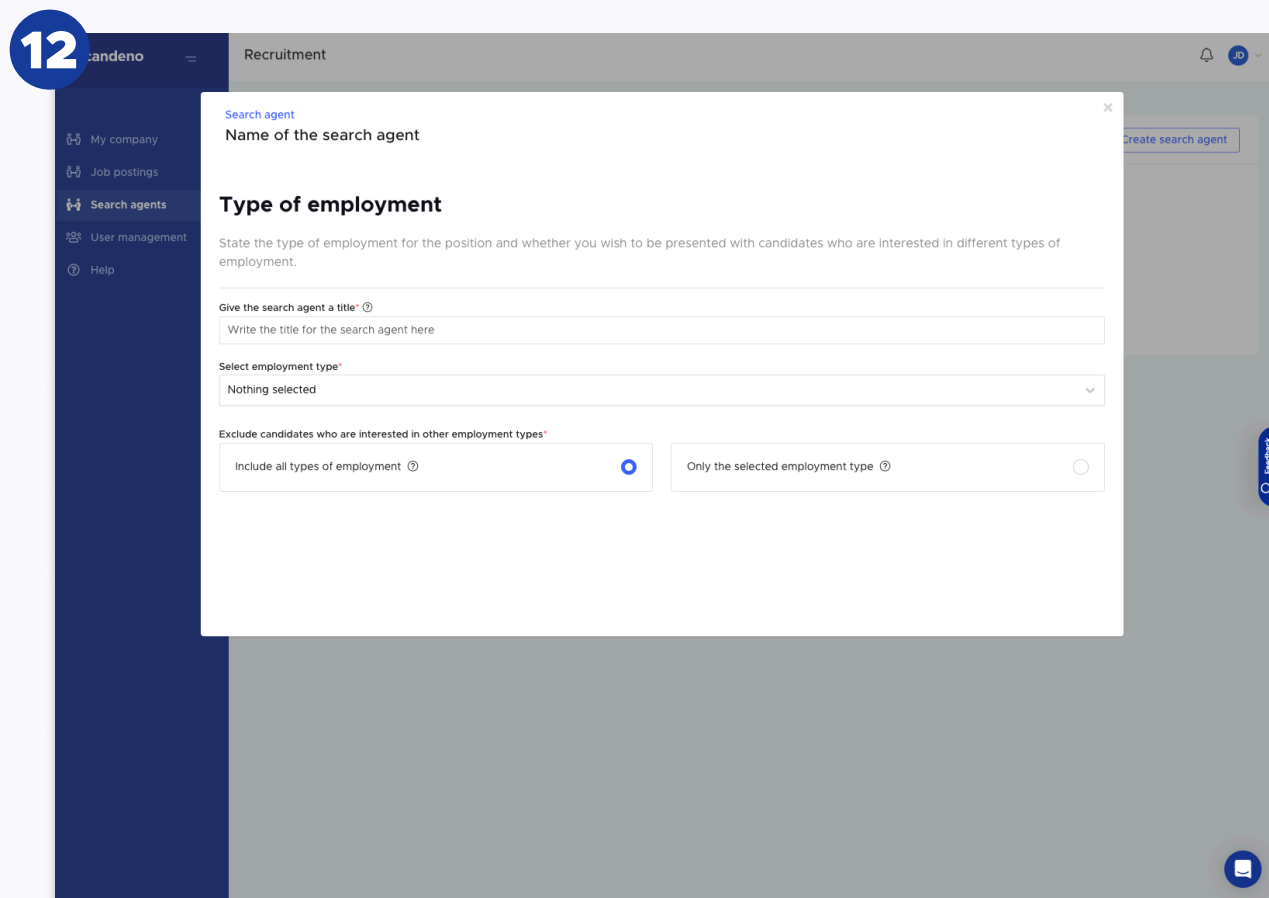 12
candeno
Recruitment
JD
Search agent
Name of the search agent
Create search agent
My company
Job postings
Search agents
User management
Help
Type of employment
State the type of employment for the position and whether you wish to be presented with candidates who are interested in different types of
employment.
Give the search agent a title*
Write the title for the search agent here
Select employment type*
Nothing selected
Exclude candidates who are interested in other employment types*
Include all types of employment
Only the selected employment type
Feedback